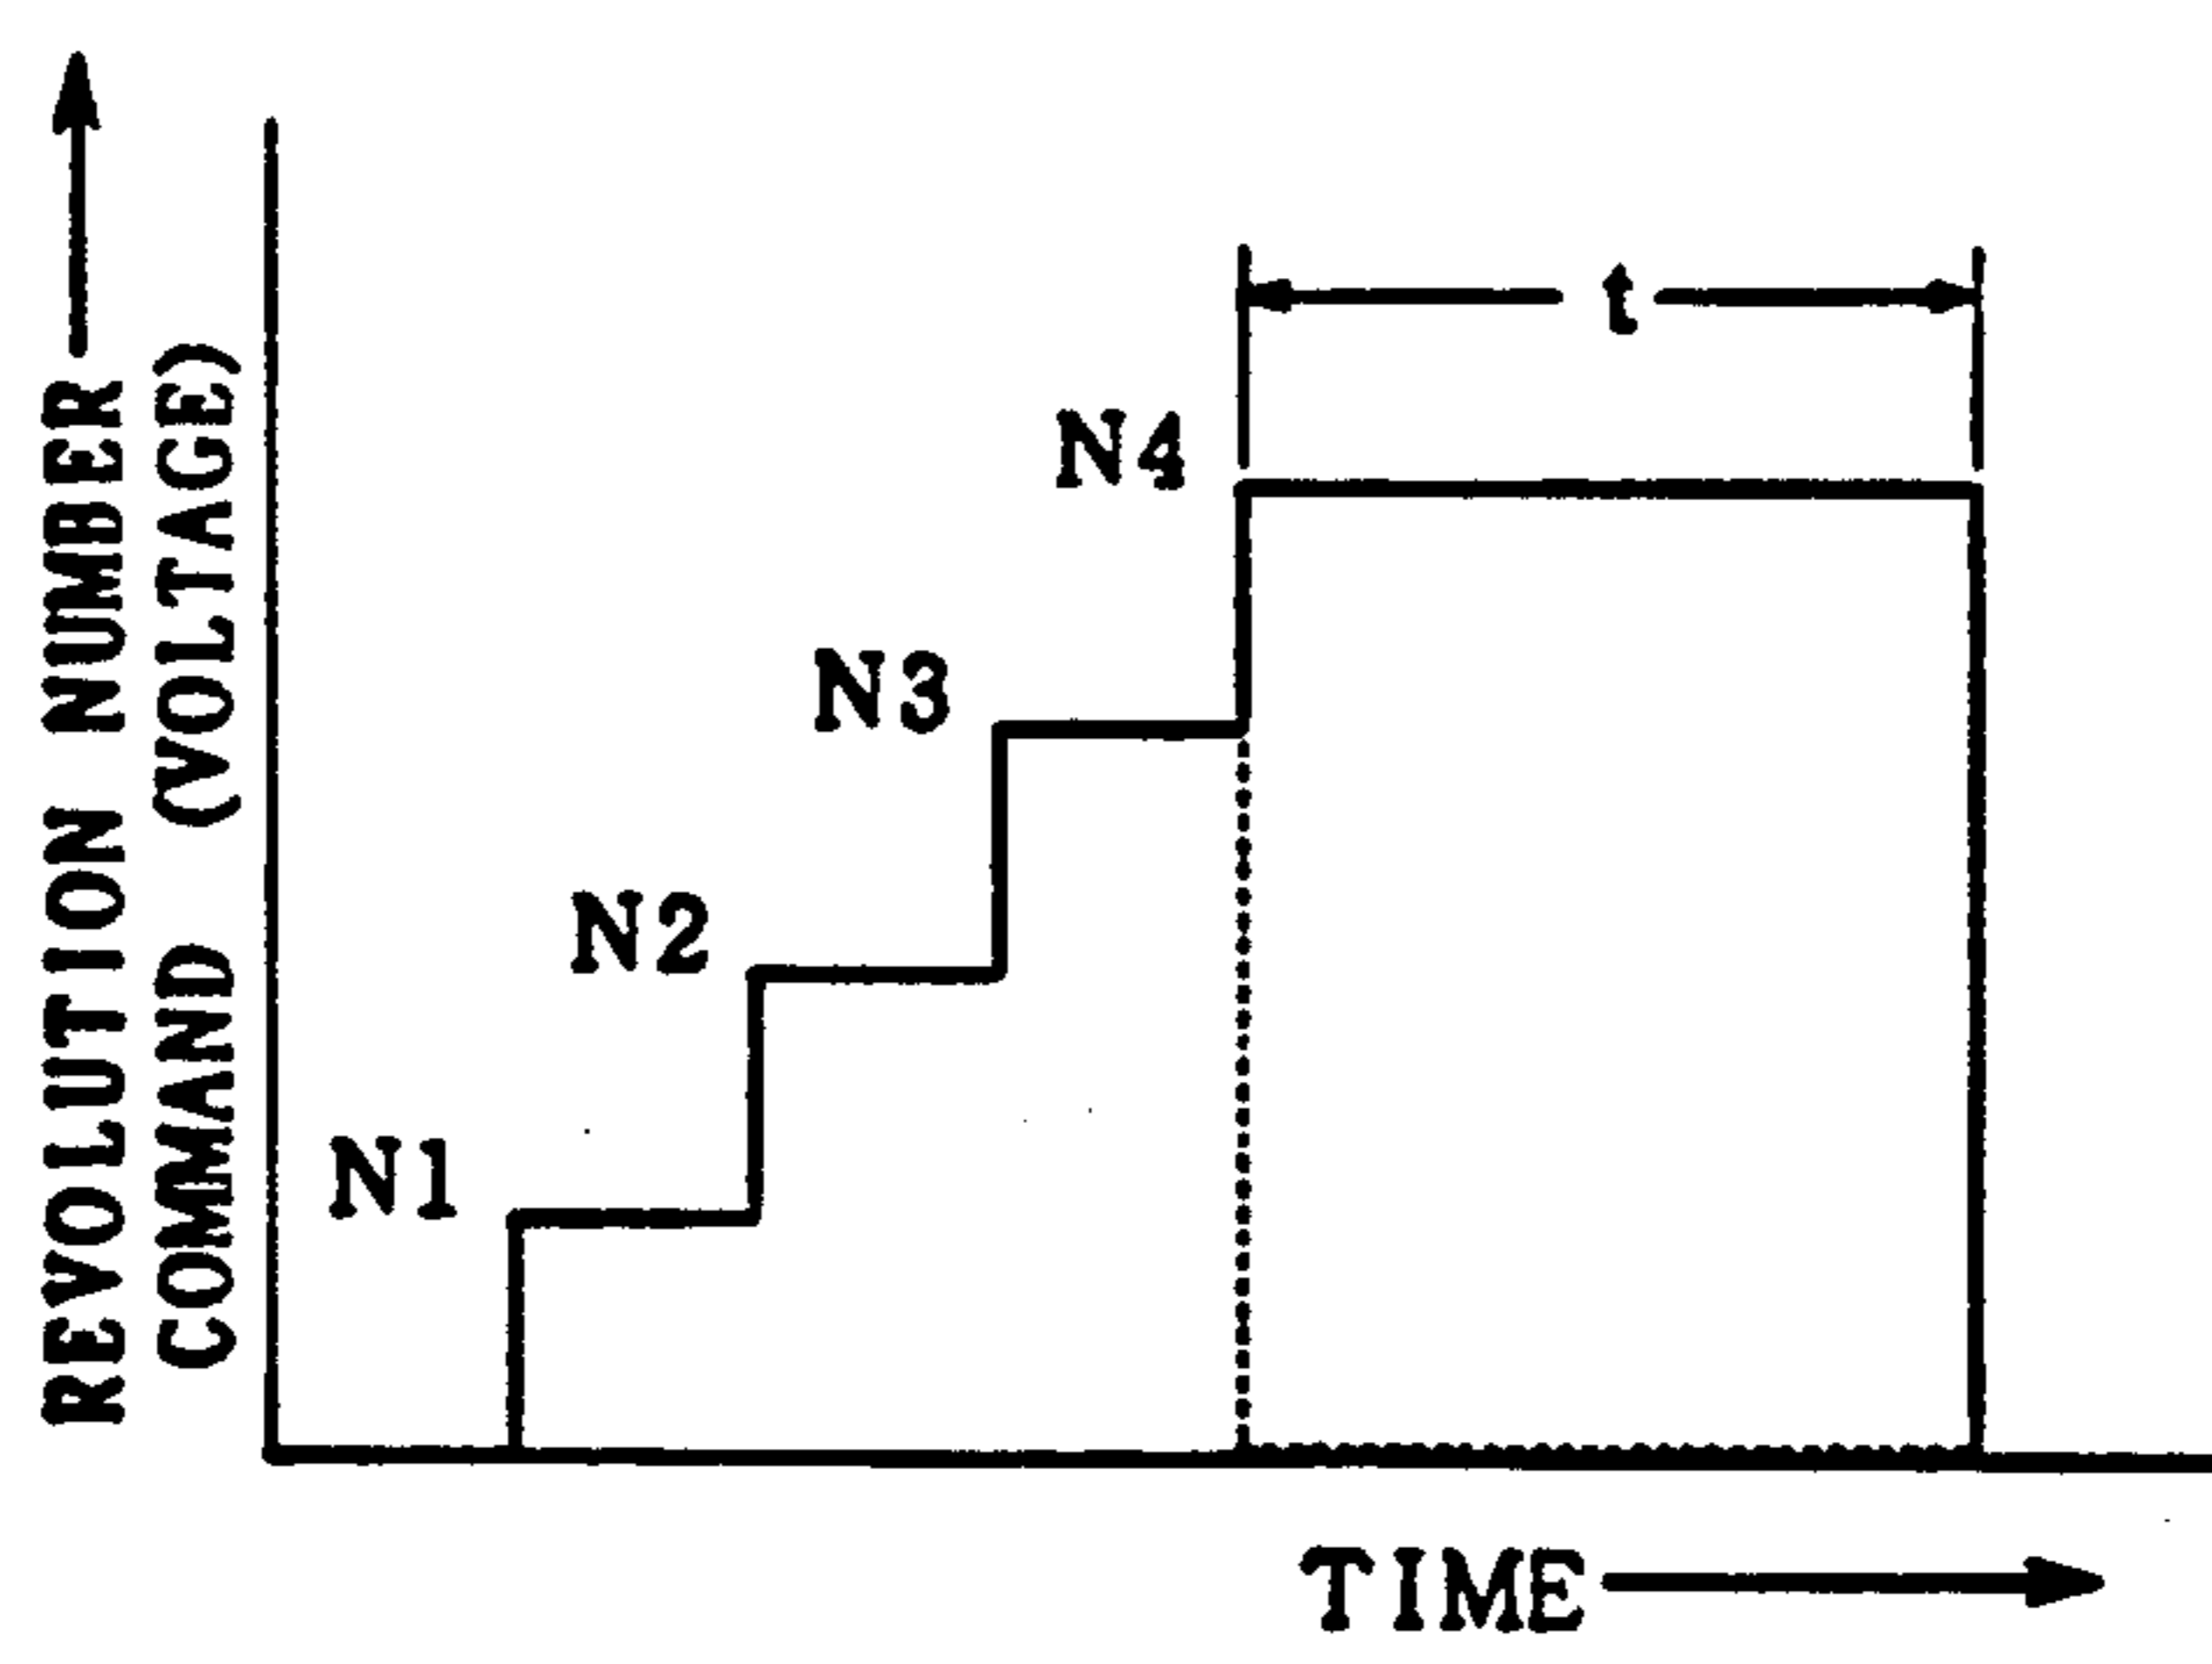 REVOLUTION NUMBER
COMMAND (VOLTAGE)
t
N4
N3
N2
N1
TIME